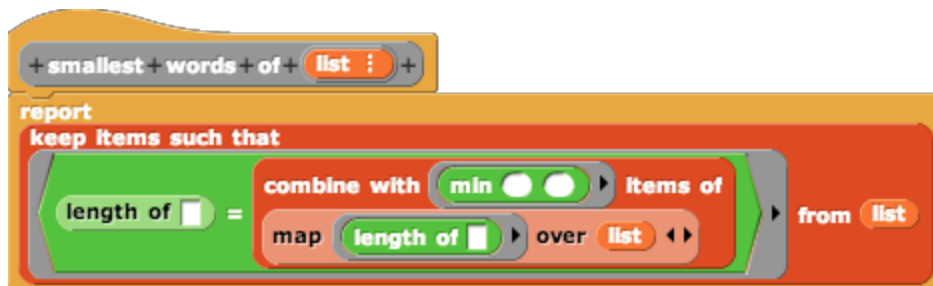 +smallest+words+of+ list ⋮ +
report
keep items such that
combine with min items of
length of =
map length of over list
from list